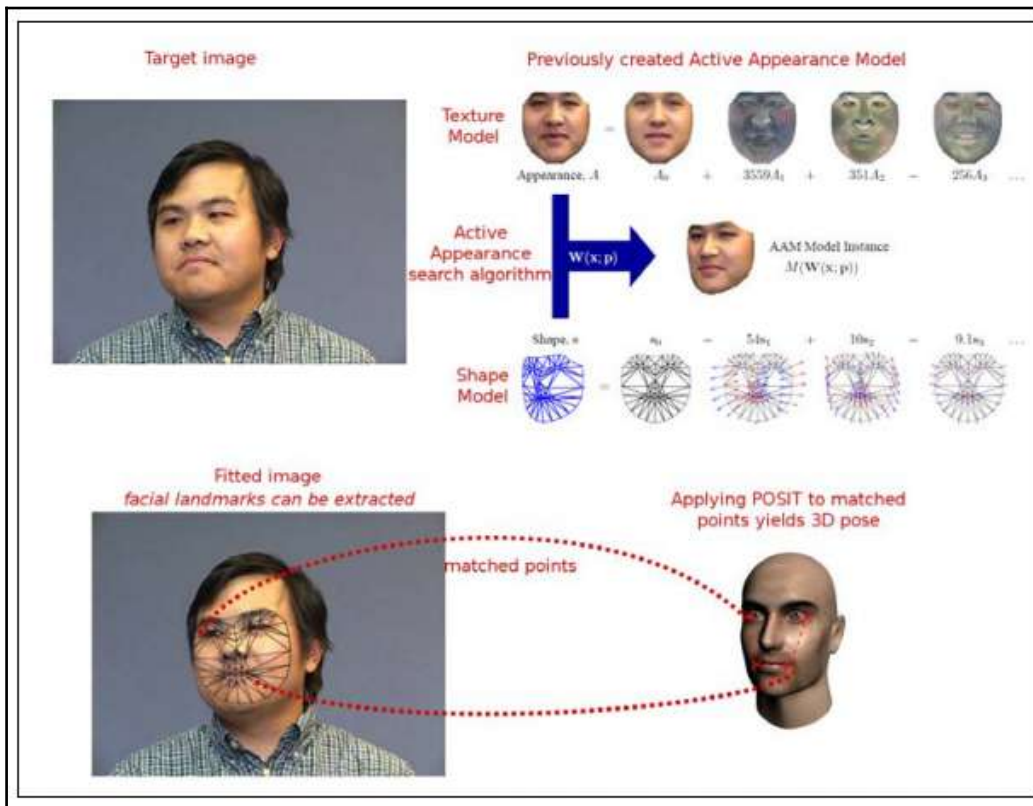 Target image
Previously created Active Appearance Model
Texture
Model
Appearance, A = A₀ + 3559A₁ + 351A₂ − 256A₃ ...
Active
Appearance
search algorithm
W(x; p)
AAM Model Instance
M(W(x; p))
Shape, s = s₀ − 54s₁ + 10s₂ − 9.1s₃ ...
Shape
Model
Fitted image
facial landmarks can be extracted
Applying POSIT to matched
points yields 3D pose
matched points